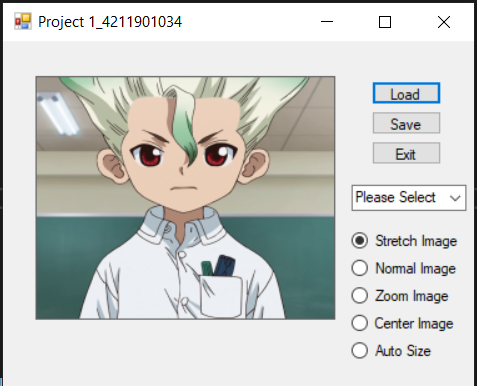 Project 1_4211901034
Load
Save
Exit
Please Select
Stretch Image
Normal Image
Zoom Image
Center Image
Auto Size